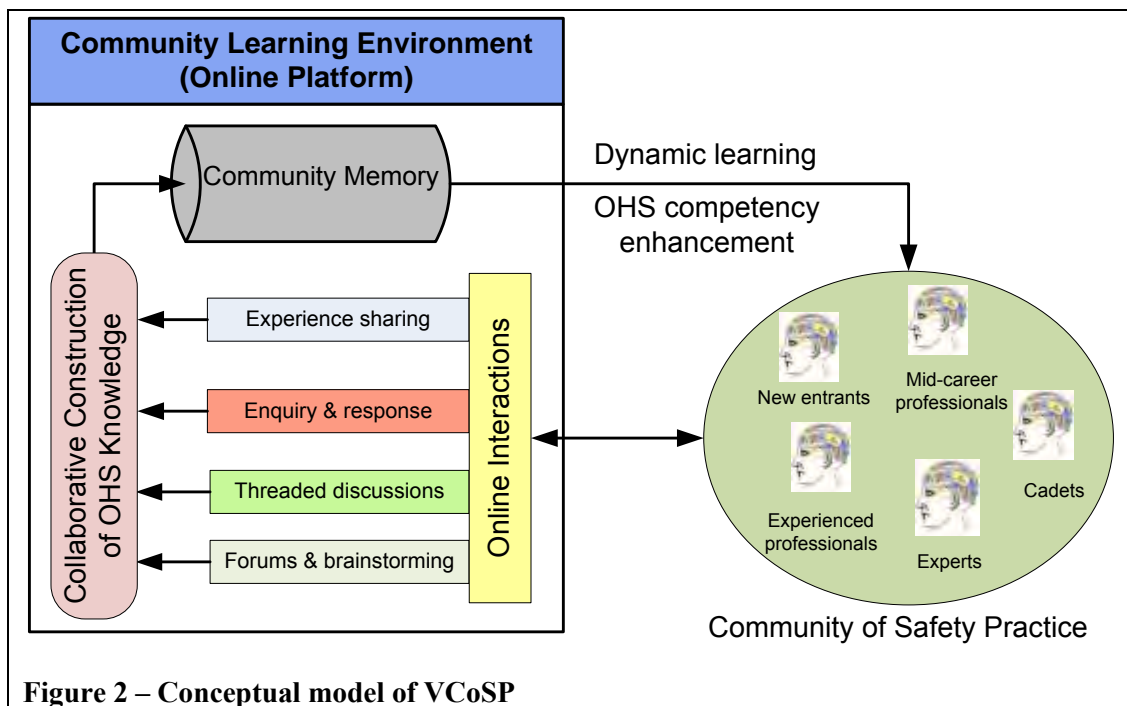 Community Learning Environment
(Online Platform)
Community Memory
Dynamic learning
OHS competency
enhancement
Collaborative Construction
of OHS Knowledge
Experience sharing
Enquiry & response
Threaded discussions
Forums & brainstorming
Online Interactions
New entrants
Mid-career
professionals
Experienced
professionals
Experts
Cadets
Community of Safety Practice
Figure 2 – Conceptual model of VCoSP